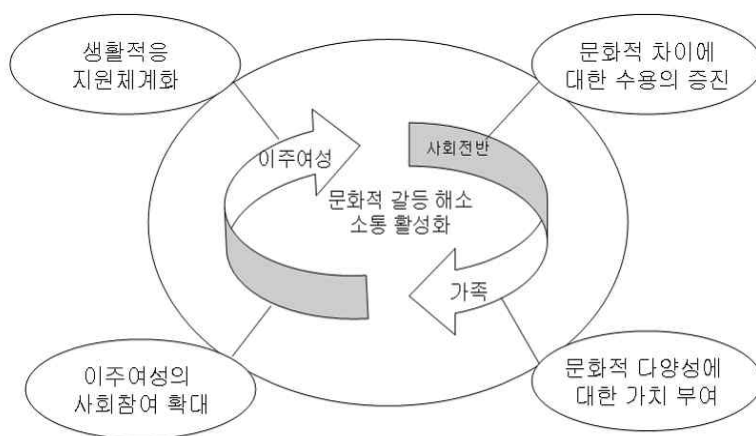 생활적응
지원체계화
문화적 차이에
대한 수용의 증진
이주여성
사회전반
문화적 갈등 해소
소통 활성화
가족
이주여성의
사회참여 확대
문화적 다양성에
대한 가치 부여